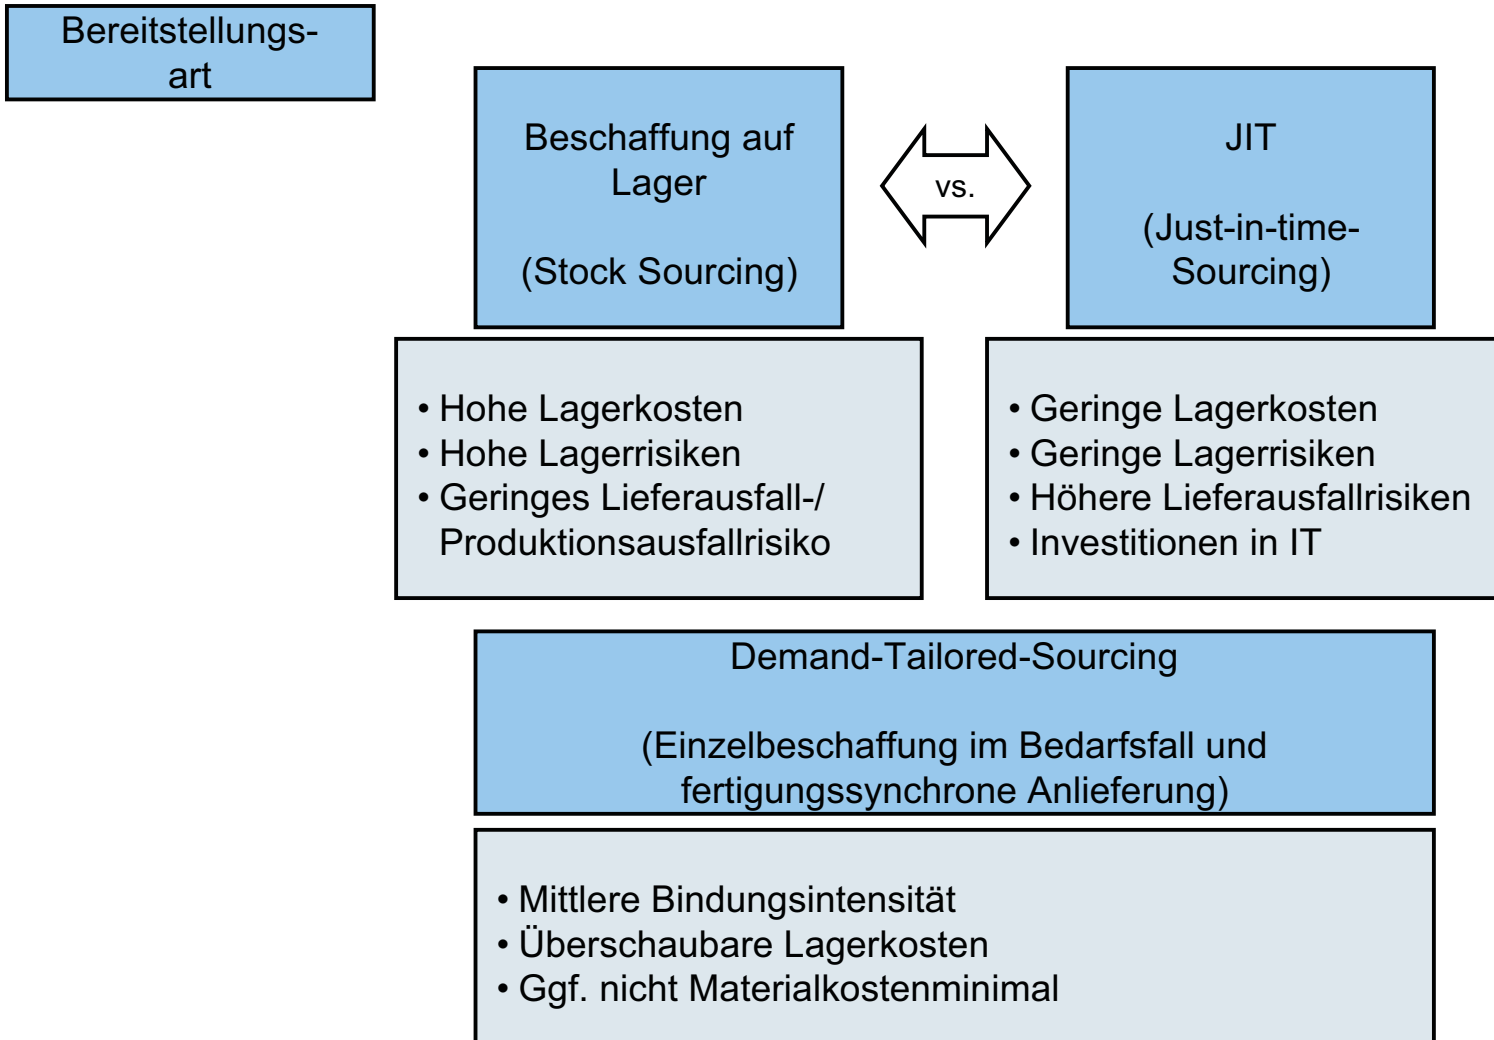 Bereitstellungs-
art
Beschaffung auf
Lager
(Stock Sourcing)
vs.
JIT
(Just-in-time-
Sourcing)
• Hohe Lagerkosten
• Hohe Lagerrisiken
• Geringes Lieferausfall-/
Produktionsausfallrisiko
• Geringe Lagerkosten
• Geringe Lagerrisiken
• Höhere Lieferausfallrisiken
• Investitionen in IT
Demand-Tailored-Sourcing
(Einzelbeschaffung im Bedarfsfall und
fertigungssynchrone Anlieferung)
• Mittlere Bindungsintensität
• Überschaubare Lagerkosten
• Ggf. nicht Materialkostenminimal